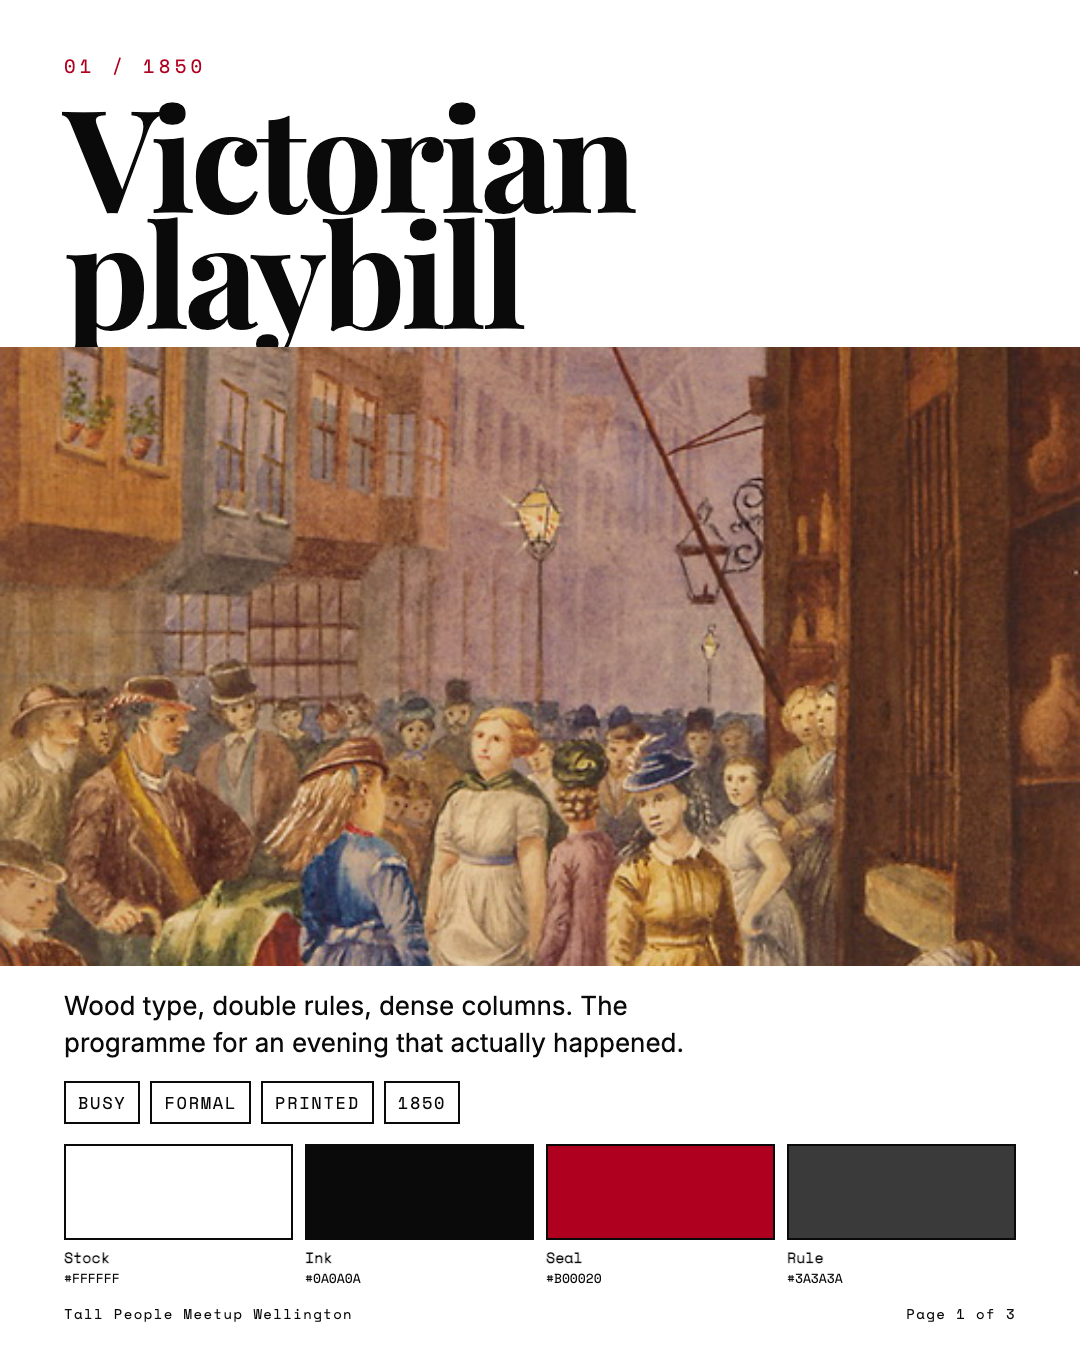 01 / 1850
Victorian
playbill
Wood type, double rules, dense columns. The
programme for an evening that actually happened.
BUSY FORMAL PRINTED 1850
Stock Ink Seal Rule
#FFFFFF #0A0A0A #B00020 #3A3A3A
Tall People Meetup Wellington Page 1 of 3